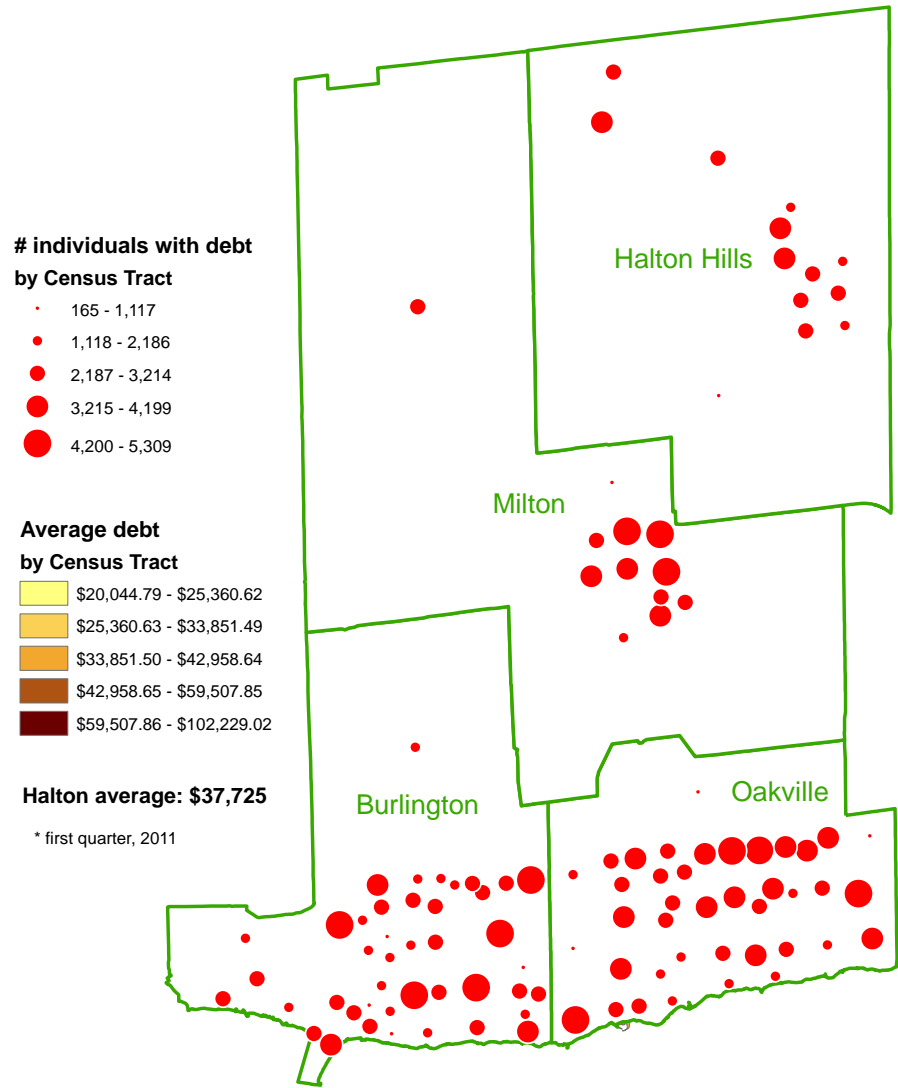 # individuals with debt
by Census Tract
165 - 1,117
1,118 - 2,186
2,187 - 3,214
3,215 - 4,199
4,200 - 5,309
Average debt
by Census Tract
$20,044.79 - $25,360.62
$25,360.63 - $33,851.49
$33,851.50 - $42,958.64
$42,958.65 - $59,507.85
$59,507.86 - $102,229.02
Halton average: $37,725
* first quarter, 2011
Halton Hills
Milton
Burlington
Oakville